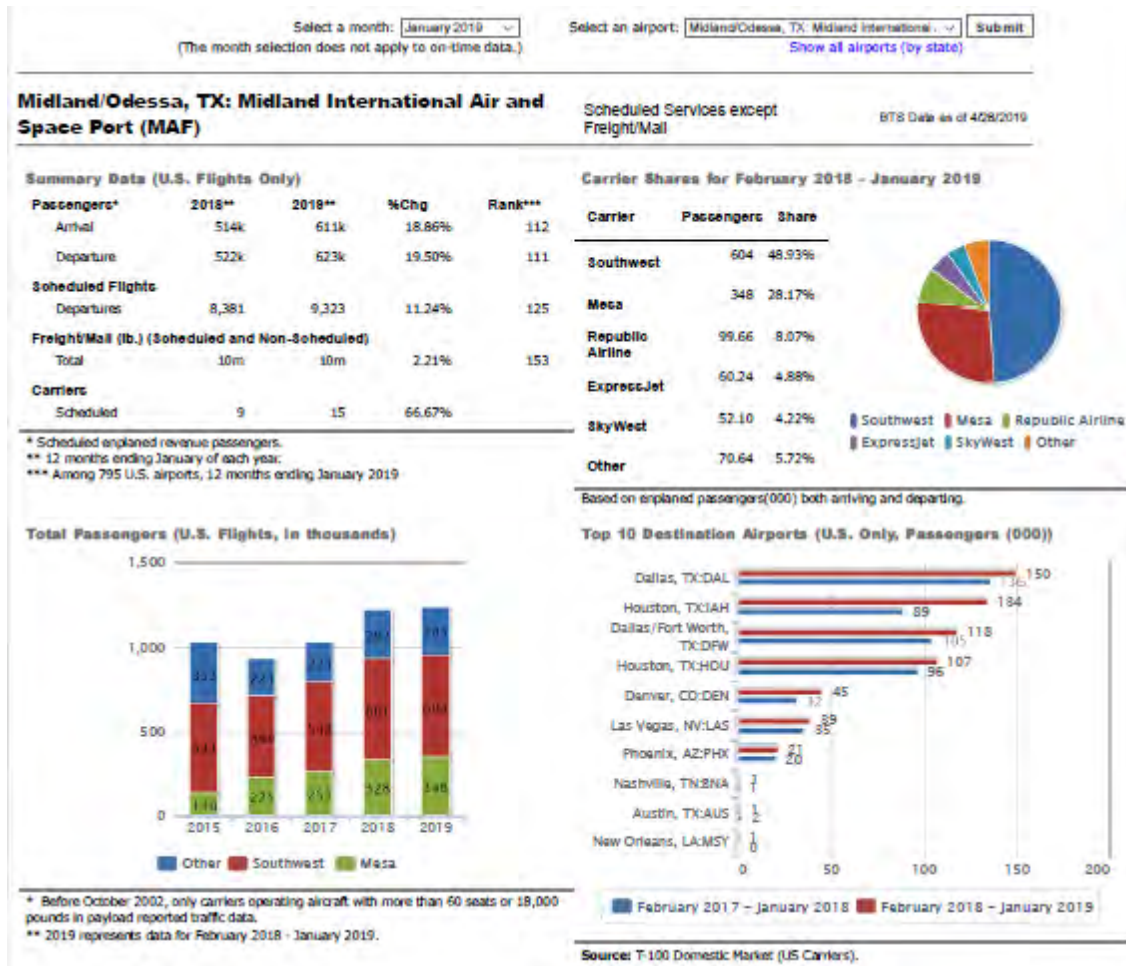 Select a month: January 2019
Select an airport: Midland/Odessa, TX: Midland International . Submit
(The month selection does not apply to on-time data.)
Show all airports (by state)
Midland/Odessa, TX: Midland International Air and
Space Port (MAF)
Scheduled Services except
Freight/Mail
BTS Data as of 4/28/2019
Summary Data (U.S. Flights Only)
Passengers* 2018** 2019** %Chg Rank***
Arrival 514k 611k 18.86% 112
Departure 522k 623k 19.50% 111
Scheduled Flights
Departures 8,381 9,323 11.24% 125
Freight/Mail (lb.) (Scheduled and Non-Scheduled)
Total 10m 10m 2.21% 153
Carriers
Scheduled 9 15 66.67%
* Scheduled enplaned revenue passengers.
** 12 months ending January of each year.
*** Among 795 U.S. airports, 12 months ending January 2019
Carrier Shares for February 2018 - January 2019
Carrier Passengers Share
Southwest 604 48.93%
Mesa 348 28.17%
Republic
Airline 99.66 8.07%
ExpressJet 60.24 4.88%
SkyWest 52.10 4.22%
Other 70.64 5.72%
Southwest Mesa Republic Airline
ExpressJet SkyWest Other
Based on enplaned passengers(000) both arriving and departing.
Total Passengers (U.S. Flights, in thousands)
1,500
1,000
500
0
328 348
2015 2016 2017 2018 2019
Other Southwest Mesa
* Before October 2002, only carriers operating aircraft with more than 60 seats or 18,000
pounds in payload reported traffic data.
** 2019 represents data for February 2018 - January 2019.
Top 10 Destination Airports (U.S. Only, Passengers (000))
Dallas, TX:DAL 150
136
Houston, TX:IAH 184
89
Dallas/Fort Worth,
TX:DFW 118
105
Houston, TX:HOU 107
96
Denver, CO:DEN 45
32
Las Vegas, NV:LAS 39
35
Phoenix, AZ:PHX 21
20
Nashville, TN:BNA
1
Austin, TX:AUS 1
2
New Orleans, LA:MSY 1
0
0 50 100 150 200
February 2017 - January 2018 February 2018 - January 2019
Source: T-100 Domestic Market (US Carriers).